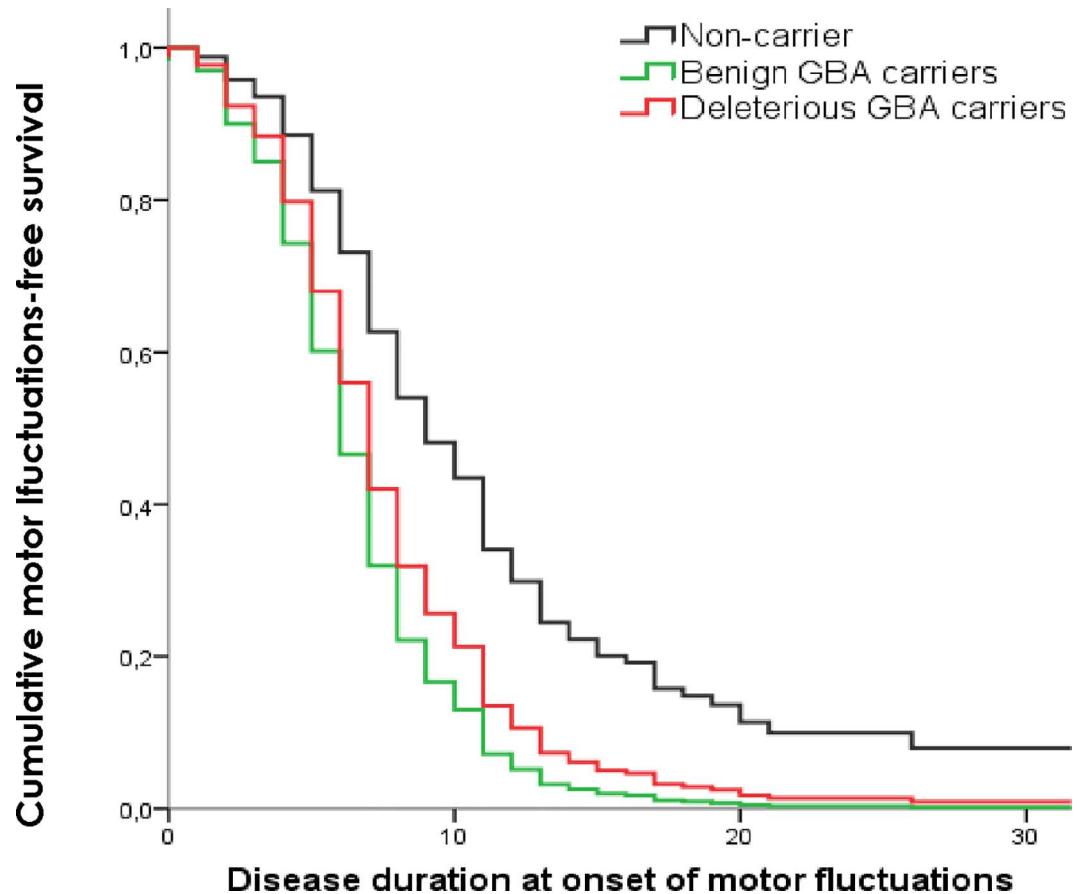 Cumulative motor lfuctuations-free survival
1,0
0,8
0,6
0,4
0,2
0,0
0
10
20
30
Non-carrier
Benign GBA carriers
Deleterious GBA carriers
Disease duration at onset of motor fluctuations